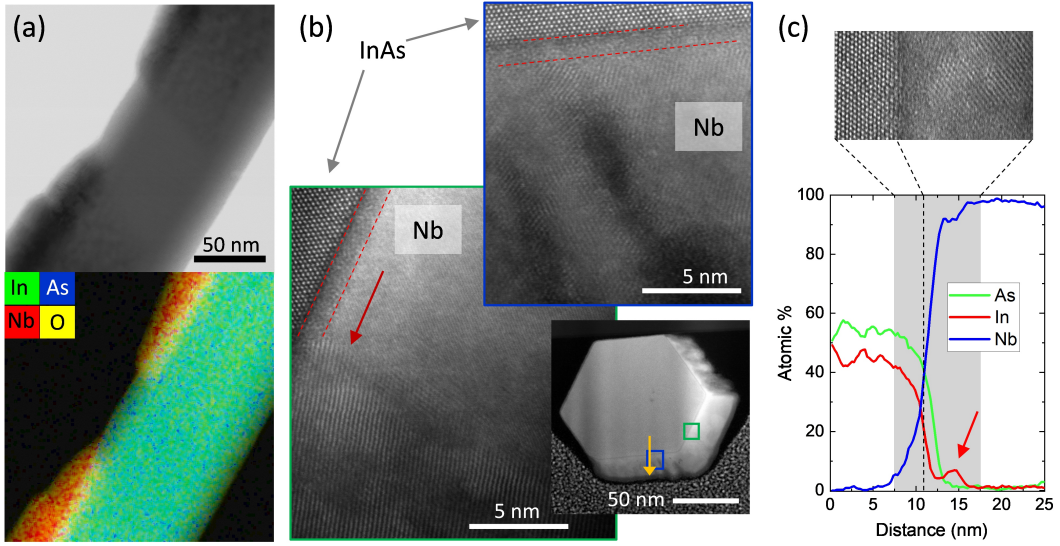 (a)
50 nm
In As
Nb O
(b)
InAs
Nb
5 nm
Nb
5 nm
50 nm
(c)
100
80
60
40
20
0
Atomic %
As
In
Nb
0 5 10 15 20 25
Distance (nm)